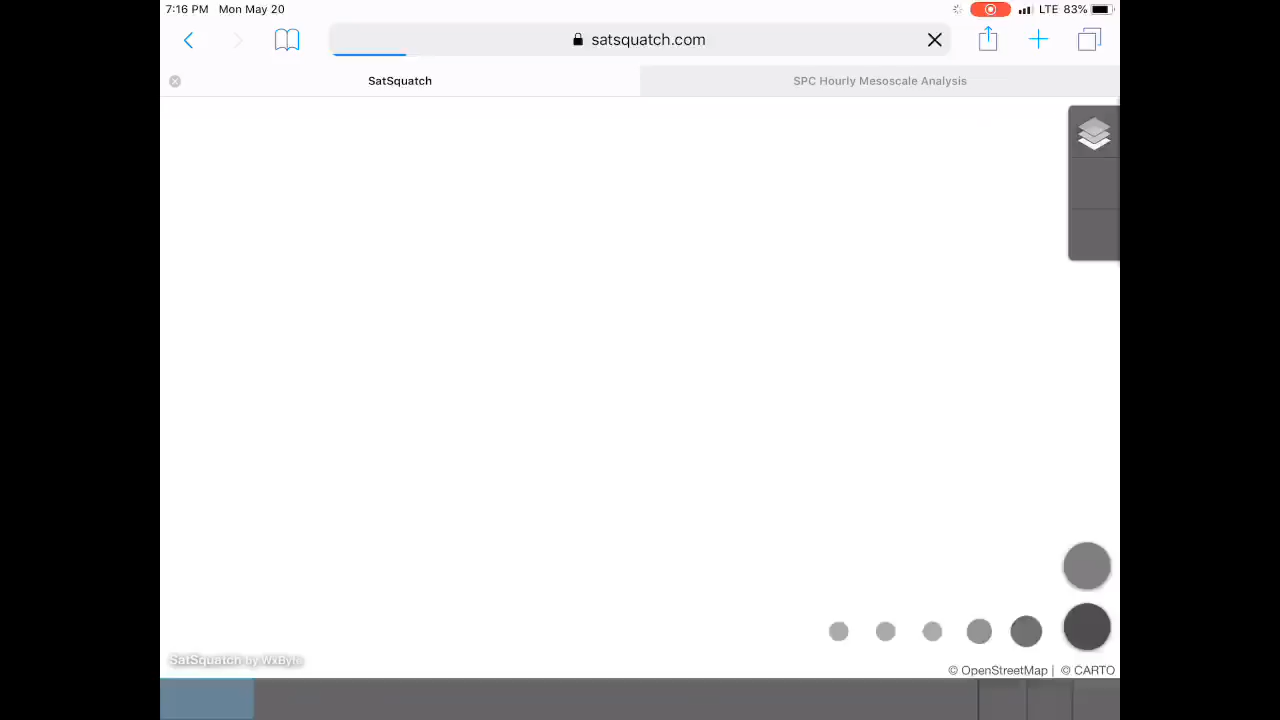 7:16 PM Mon May 20
LTE 83%
satsquatch.com
SatSquatch
SPC Hourly Mesoscale Analysis
SatSquatch by WxByte
© OpenStreetMap | © CARTO